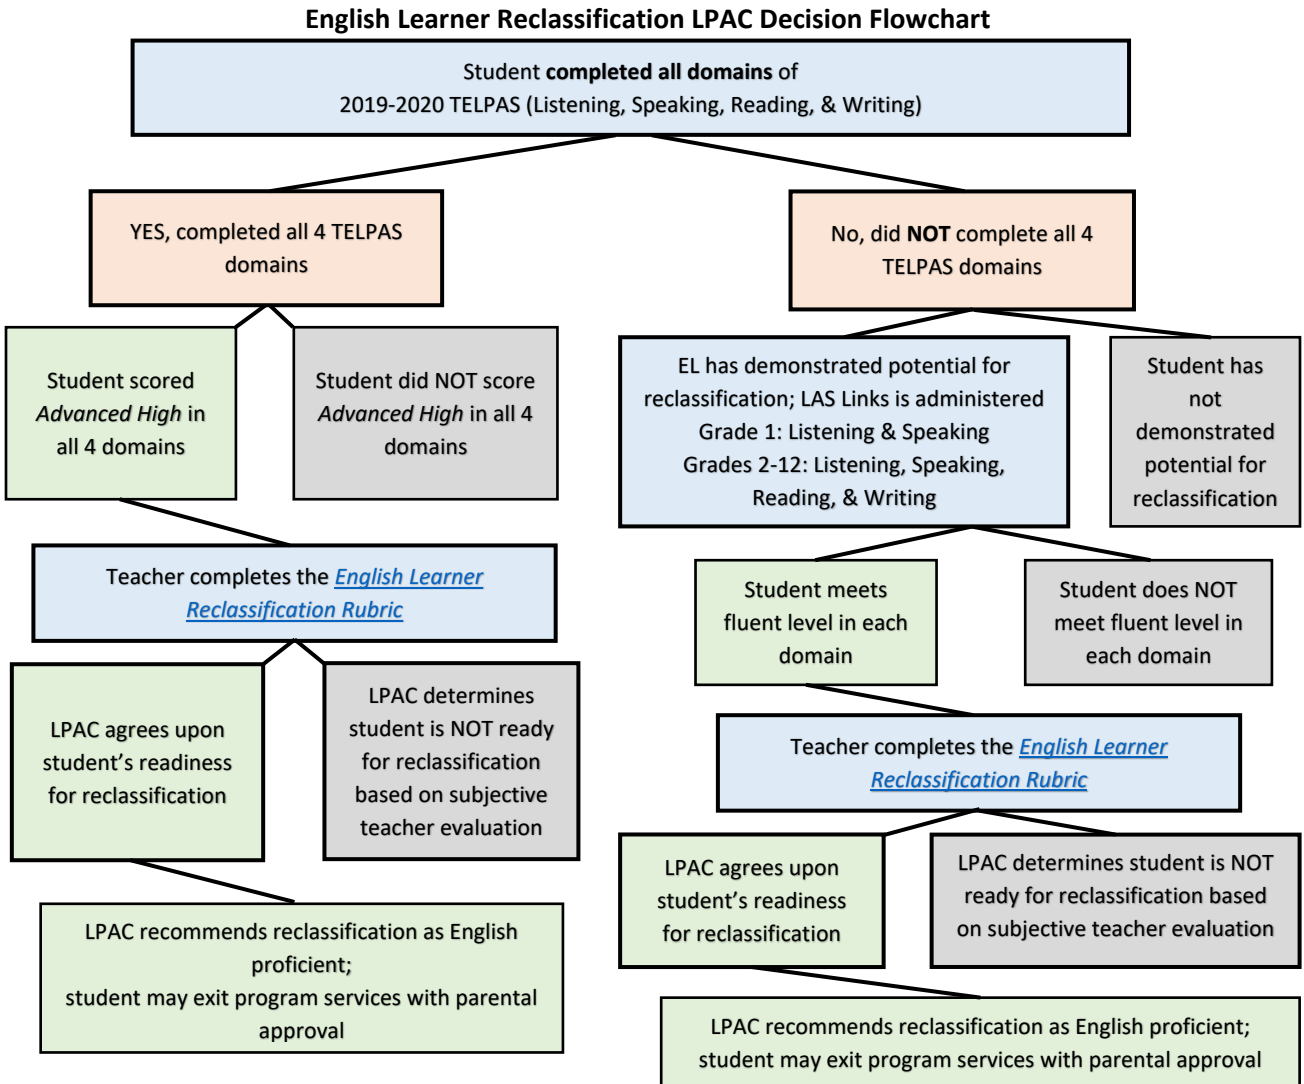 English Learner Reclassification LPAC Decision Flowchart
Student completed all domains of
2019-2020 TELPAS (Listening, Speaking, Reading, & Writing)
YES, completed all 4 TELPAS
domains
No, did NOT complete all 4
TELPAS domains
Student scored
Advanced High in
all 4 domains
Student did NOT score
Advanced High in all 4
domains
EL has demonstrated potential for
reclassification; LAS Links is administered
Grade 1: Listening & Speaking
Grades 2-12: Listening, Speaking,
Reading, & Writing
Student has
not
demonstrated
potential for
reclassification
Teacher completes the English Learner
Reclassification Rubric
Student meets
fluent level in each
domain
Student does NOT
meet fluent level in
each domain
LPAC agrees upon
student’s readiness
for reclassification
LPAC determines
student is NOT ready
for reclassification
based on subjective
teacher evaluation
Teacher completes the English Learner
Reclassification Rubric
LPAC agrees upon
student’s readiness
for reclassification
LPAC determines student is NOT
ready for reclassification based
on subjective teacher evaluation
LPAC recommends reclassification as English
proficient;
student may exit program services with parental
approval
LPAC recommends reclassification as English proficient;
student may exit program services with parental approval